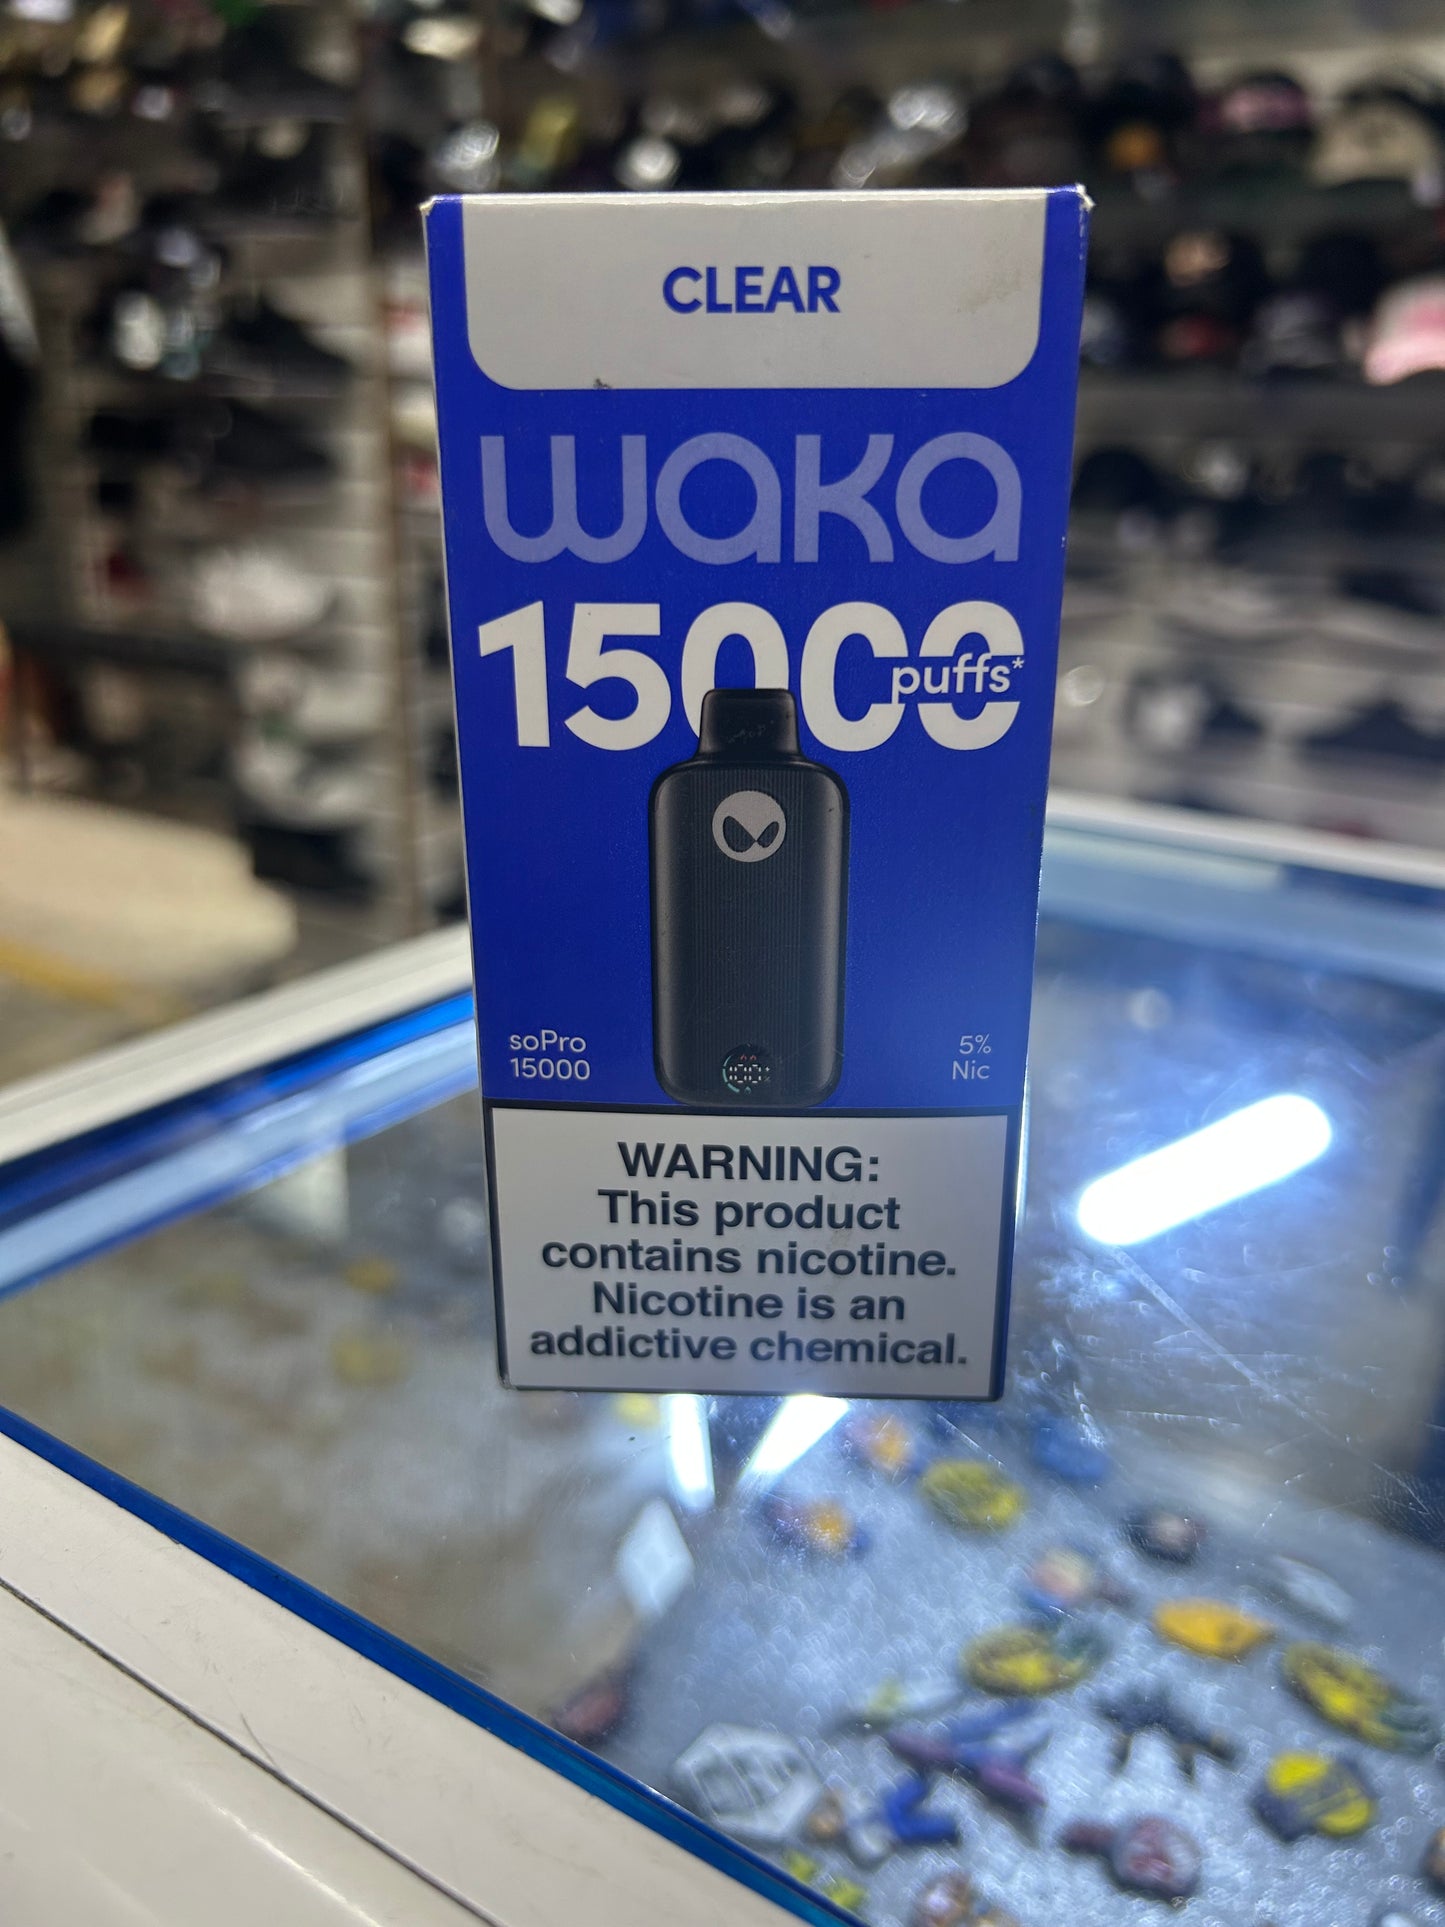 CLEAR
waka
15000
puffs*
soPro
15000
5%
Nic
WARNING:
This product
contains nicotine.
Nicotine is an
addictive chemical.